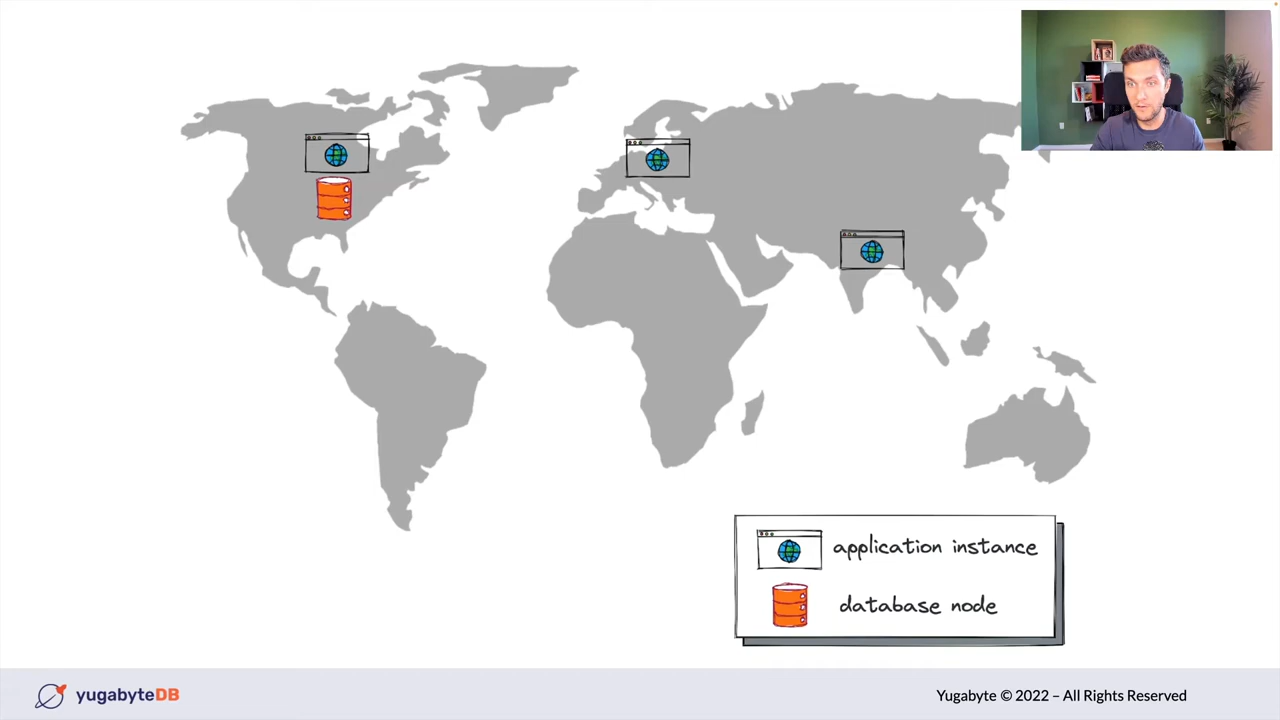 application instance
database node
yugabyteDB
Yugabyte © 2022 – All Rights Reserved